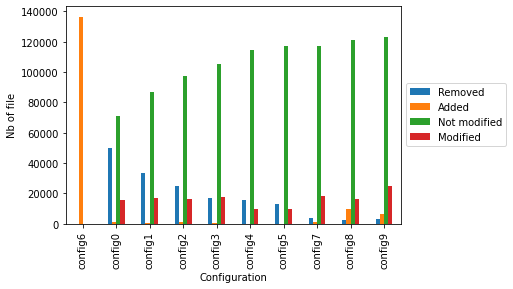 140000
120000
100000
80000
60000
40000
20000
0
Nb of file
config6
config0
config1
config2
config3
config4
config5
config7
config8
config9
Configuration
Removed
Added
Not modified
Modified